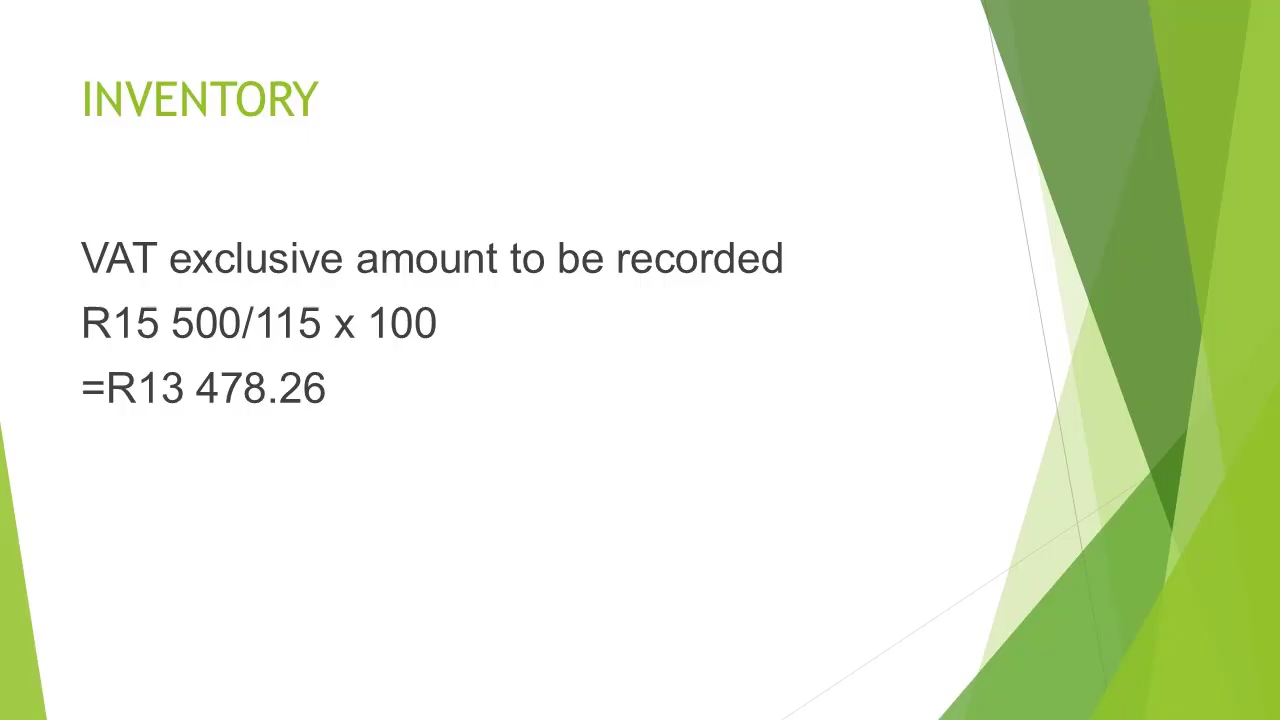 INVENTORY
VAT exclusive amount to be recorded
R15 500/115 x 100
=R13 478.26